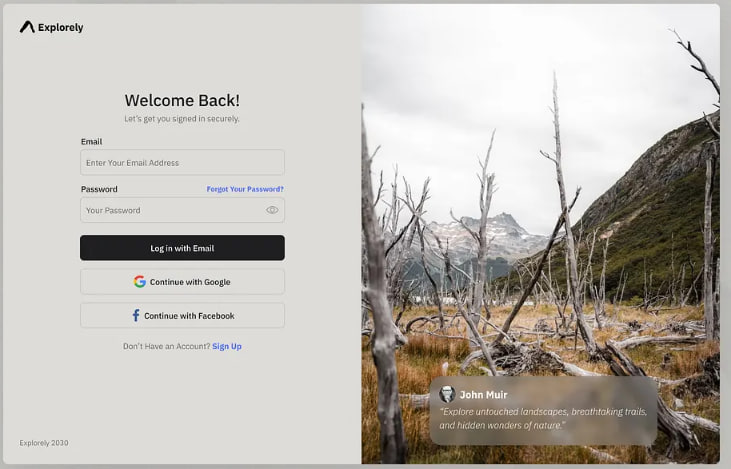 Explorely
Welcome Back!
Let's get you signed in securely.
Email
Enter Your Email Address
Password
Forgot Your Password?
Your Password
Log in with Email
Continue with Google
Continue with Facebook
Don't Have an Account? Sign Up
Explorely 2030
John Muir
"Explore untouched landscapes, breathtaking trails,
and hidden wonders of nature."